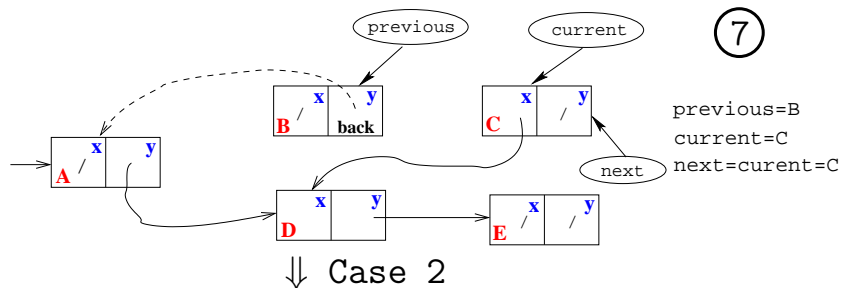 previous
current
7
x y
x y
B / back
C /
previous=B
current=C
next=curent=C
x y
A /
next
x y
x y
D
E / /
⇓ Case 2